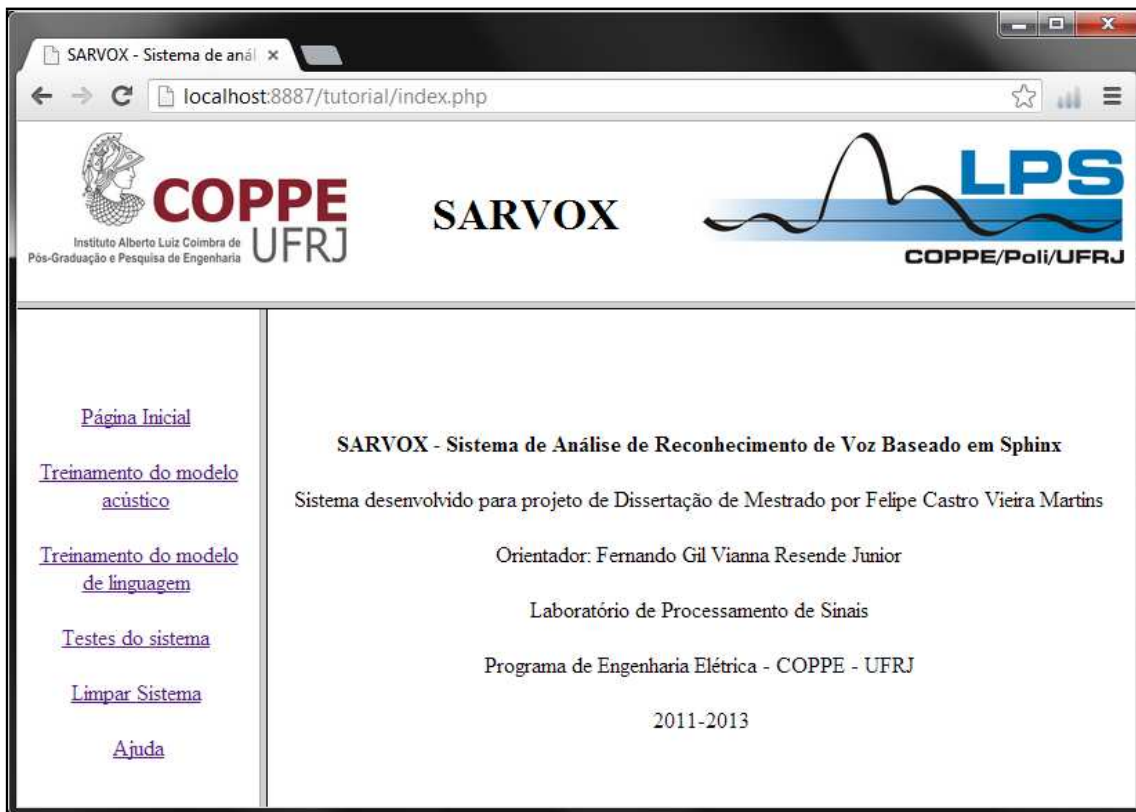 SARVOX - Sistema de anál
localhost:8887/tutorial/index.php
COPPE
UFRJ
Instituto Alberto Luiz Coimbra de
Pós-Graduação e Pesquisa de Engenharia
SARVOX
LPS
COPPE/Poli/UFRJ
Página Inicial
Treinamento do modelo
acústico
Treinamento do modelo
de linguagem
Testes do sistema
Limpar Sistema
Ajuda
SARVOX - Sistema de Análise de Reconhecimento de Voz Baseado em Sphinx
Sistema desenvolvido para projeto de Dissertação de Mestrado por Felipe Castro Vieira Martins
Orientador: Fernando Gil Vianna Resende Junior
Laboratório de Processamento de Sinais
Programa de Engenharia Elétrica - COPPE - UFRJ
2011-2013